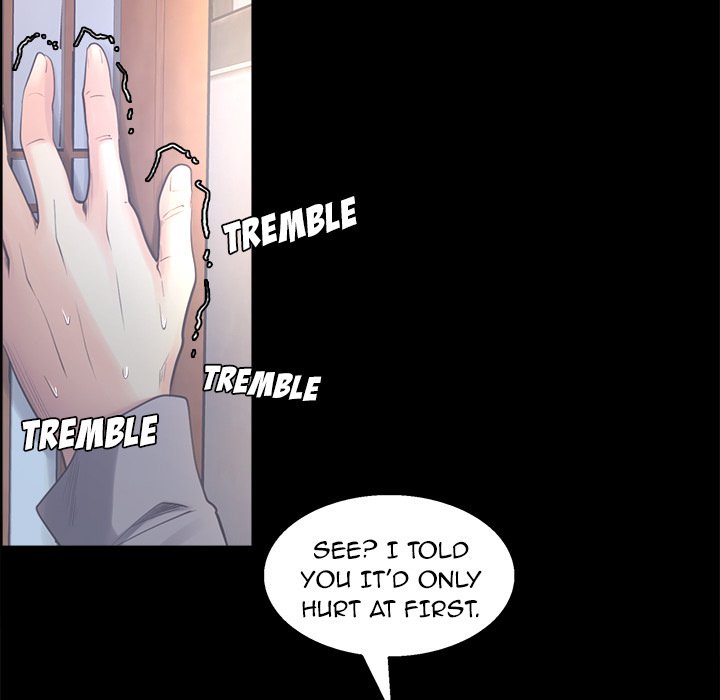 TREMBLE
TREMBLE
TREMBLE
SEE? I TOLD
YOU IT'D ONLY
HURT AT FIRST.